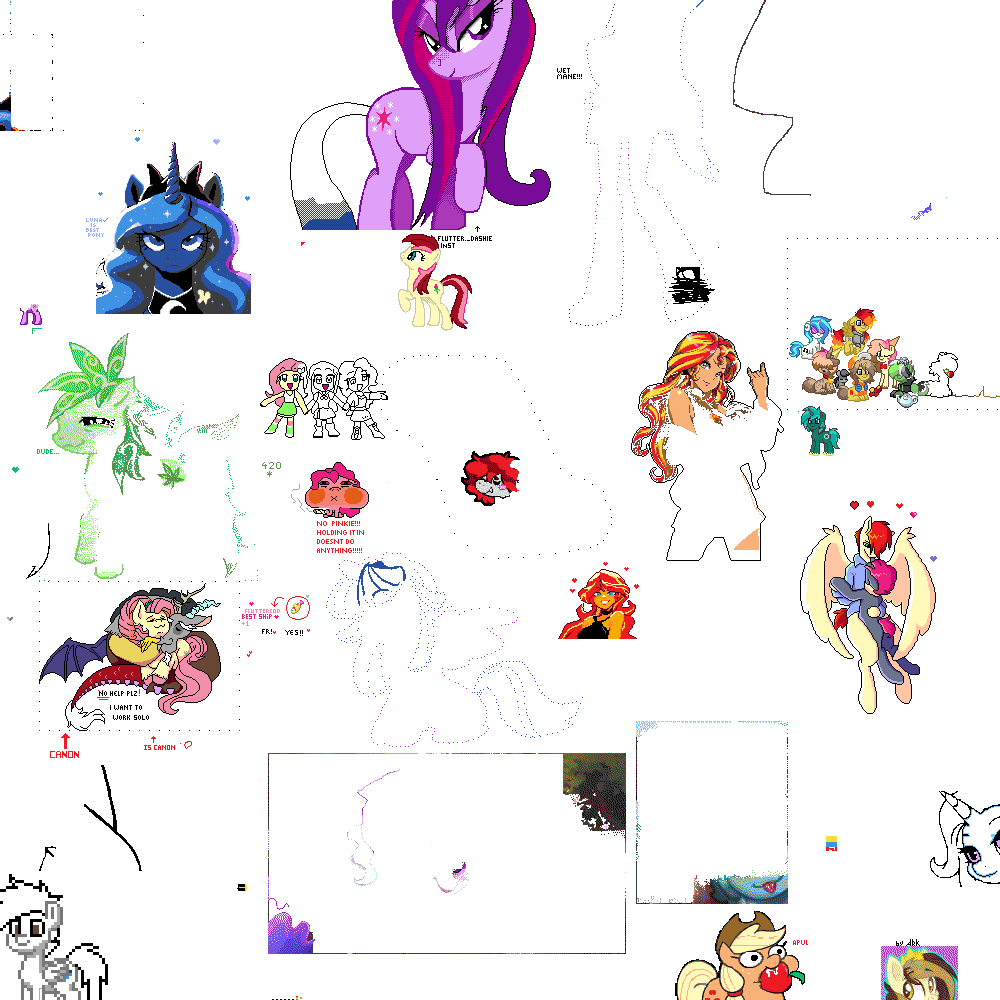 WET
MANE!!!
LUNA
IS
BEST
PONY
FLUTTER...DASHIE
INST
DUDE...
420
*
NO PINKIE!!!
HOLDING IT IN
DOESNT DO
ANYTHING!!!!!
FLUTTERCORD
BEST SHIP
+1
FR!
YES!!
NO HELP PLZ!
I WANT TO
WORK SOLO
CANON
IS CANON
APUL
by dbk